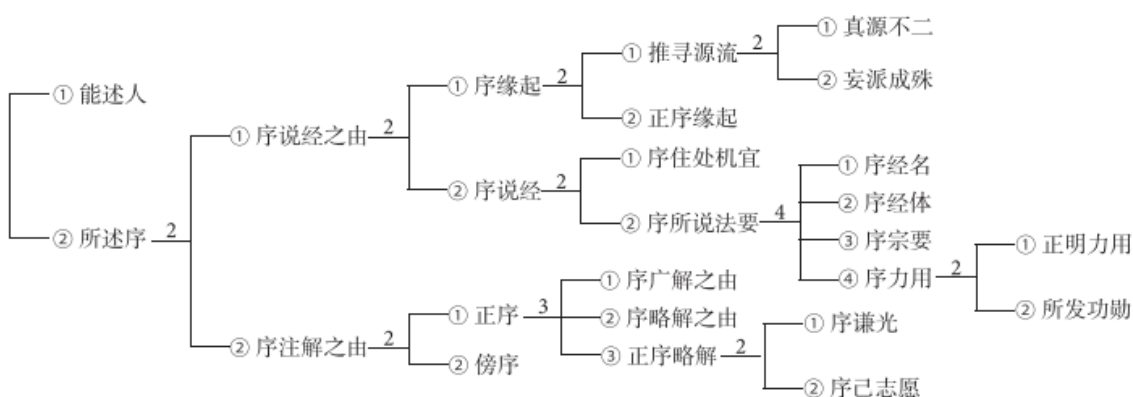 ① 能述人
② 所述序 2
① 序说经之由 2
① 序缘起 2
① 推寻源流 2
① 真源不二
② 妄派成殊
② 正序缘起
② 序说经 2
① 序住处机宜
② 序所说法要 4
① 序经名
② 序经体
③ 序宗要
④ 序力用 2
① 正明力用
② 所发功勋
② 序注解之由 2
① 正序 3
① 序广解之由
② 序略解之由
③ 正序略解 2
① 序谦光
② 序己志愿
② 傍序